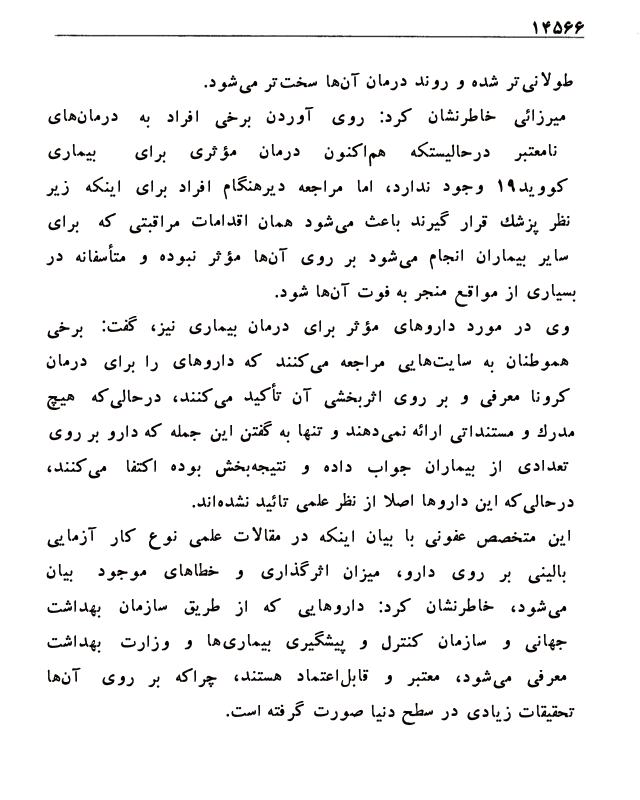 ۱۴۵۶۶
طولانی‌تر شده و روند درمان آن‌ها سخت‌تر می‌شود.
میرزائی خاطرنشان کرد: روی آوردن برخی افراد به درمان‌های
نامعتبر درحالیستکه هم‌اکنون درمان مؤثری برای بیماری
کووید۱۹ وجود ندارد، اما مراجعه دیرهنگام افراد برای اینکه زیر
نظر پزشك قرار گیرند باعث می‌شود همان اقدامات مراقبتی که برای
سایر بیماران انجام می‌شود بر روی آن‌ها مؤثر نبوده و متأسفانه در
بسیاری از مواقع منجر به فوت آن‌ها شود.
وی در مورد داروهای مؤثر برای درمان بیماری نیز، گفت: برخی
هموطنان به سایت‌هایی مراجعه می‌کنند که داروهای را برای درمان
کرونا معرفی و بر روی اثربخشی آن تأکید می‌کنند، درحالی‌که هیچ
مدرك و مستنداتی ارائه نمی‌دهند و تنها به گفتن این جمله که دارو بر روی
تعدادی از بیماران جواب داده و نتیجه‌بخش بوده اکتفا می‌کنند،
درحالی‌که این داروها اصلا از نظر علمی تائید نشده‌اند.
این متخصص عفونی با بیان اینکه در مقالات علمی نوع کار آزمایی
بالینی بر روی دارو، میزان اثرگذاری و خطاهای موجود بیان
می‌شود، خاطرنشان کرد: داروهایی که از طریق سازمان بهداشت
جهانی و سازمان کنترل و پیشگیری بیماری‌ها و وزارت بهداشت
معرفی می‌شود، معتبر و قابل‌اعتماد هستند، چراکه بر روی آن‌ها
تحقیقات زیادی در سطح دنیا صورت گرفته است.